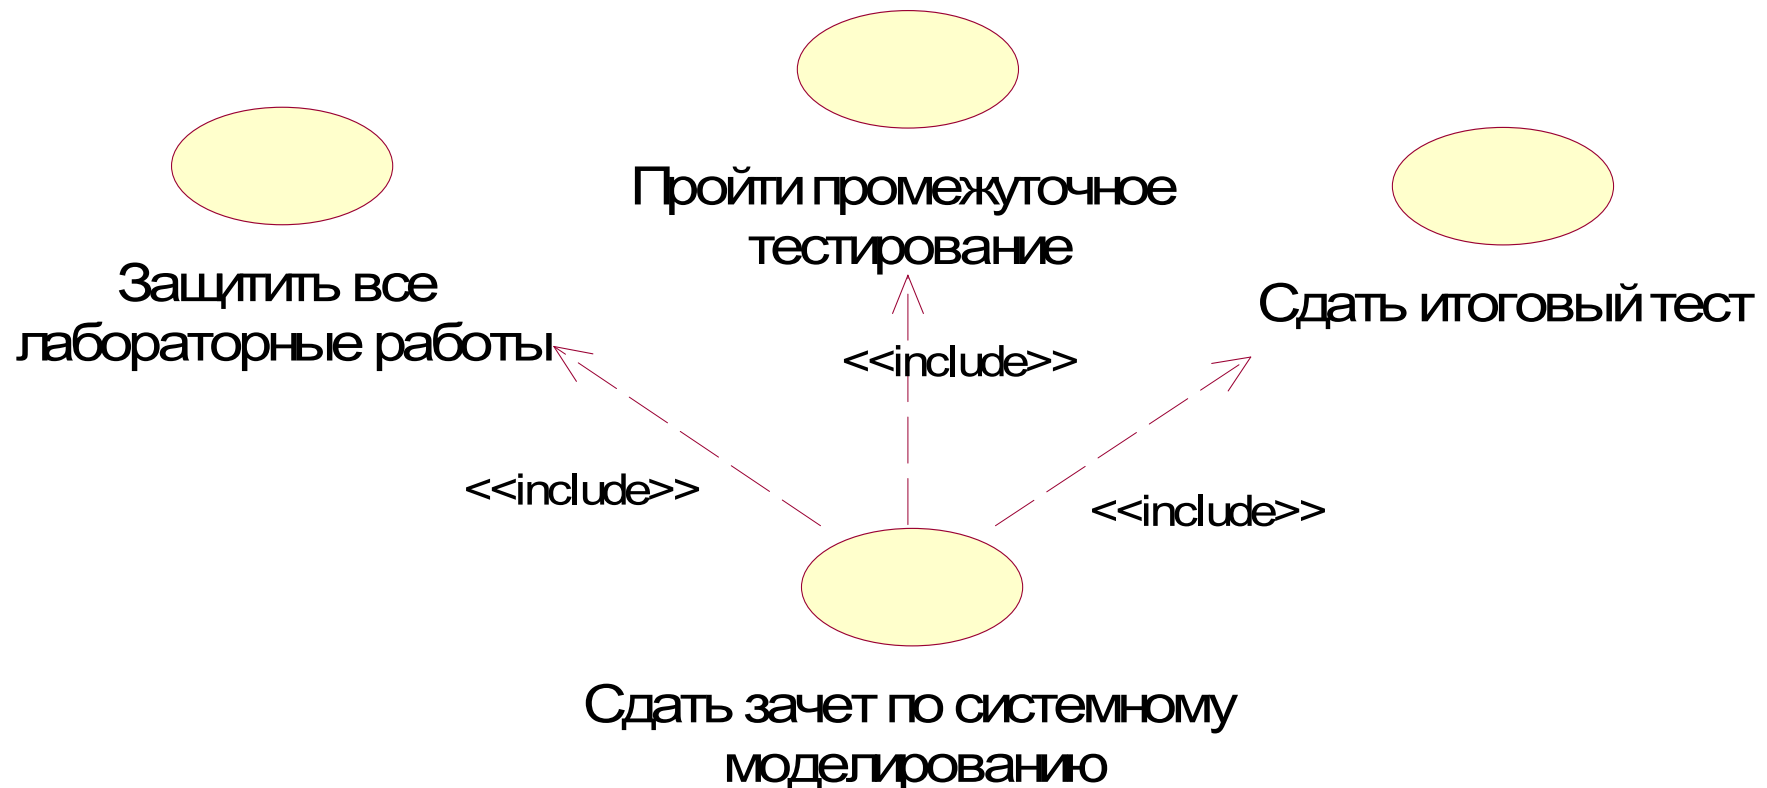 Пройти промежуточное
тестирование
Защитить все
лабораторные работы
Сдать итоговый тест
<<include>>
<<include>>
<<include>>
Сдать зачет по системному
моделированию